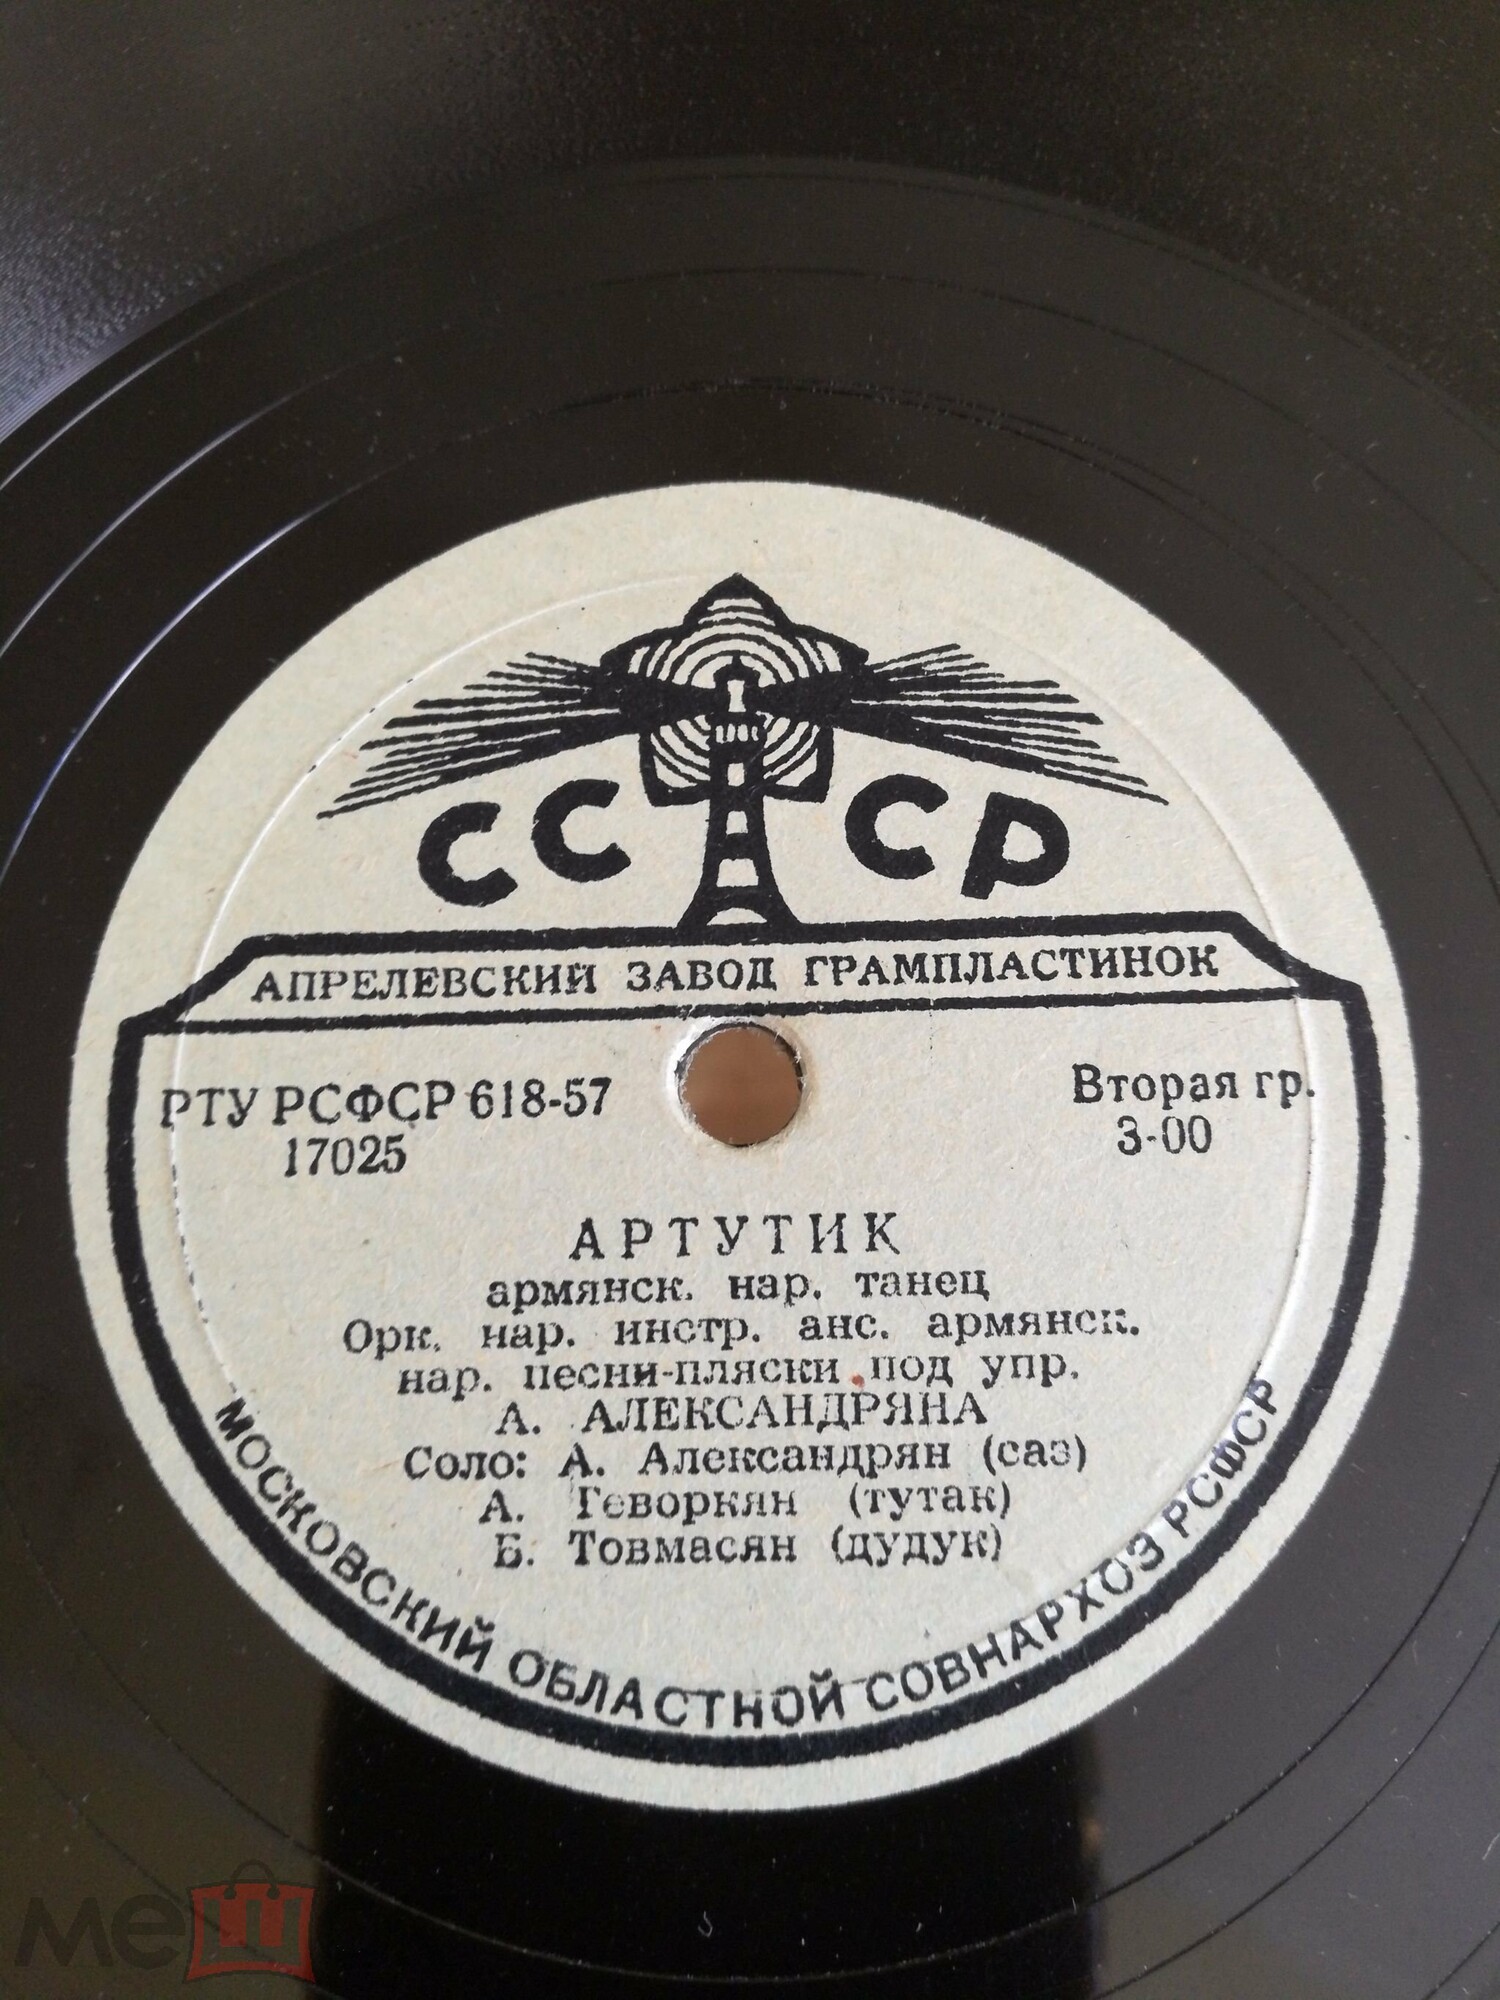 СССР
АПРЕЛЕВСКИЙ ЗАВОД ГРАМПЛАСТИНОК
РТУ РСФСР 618-57
17025
Вторая гр.
3-00
АРТУТИК
армянск. нар. танец
Орк. нар. инстр. анс. армянск.
нар. песни-пляски под упр.
А. АЛЕКСАНДРЯНА
Соло: А. Александрян (саз)
А. Геворкян (тутак)
Б. Товмасян (дудук)
МОСКОВСКИЙ ОБЛАСТНОЙ СОВНАРХОЗ РСФСР
мешок